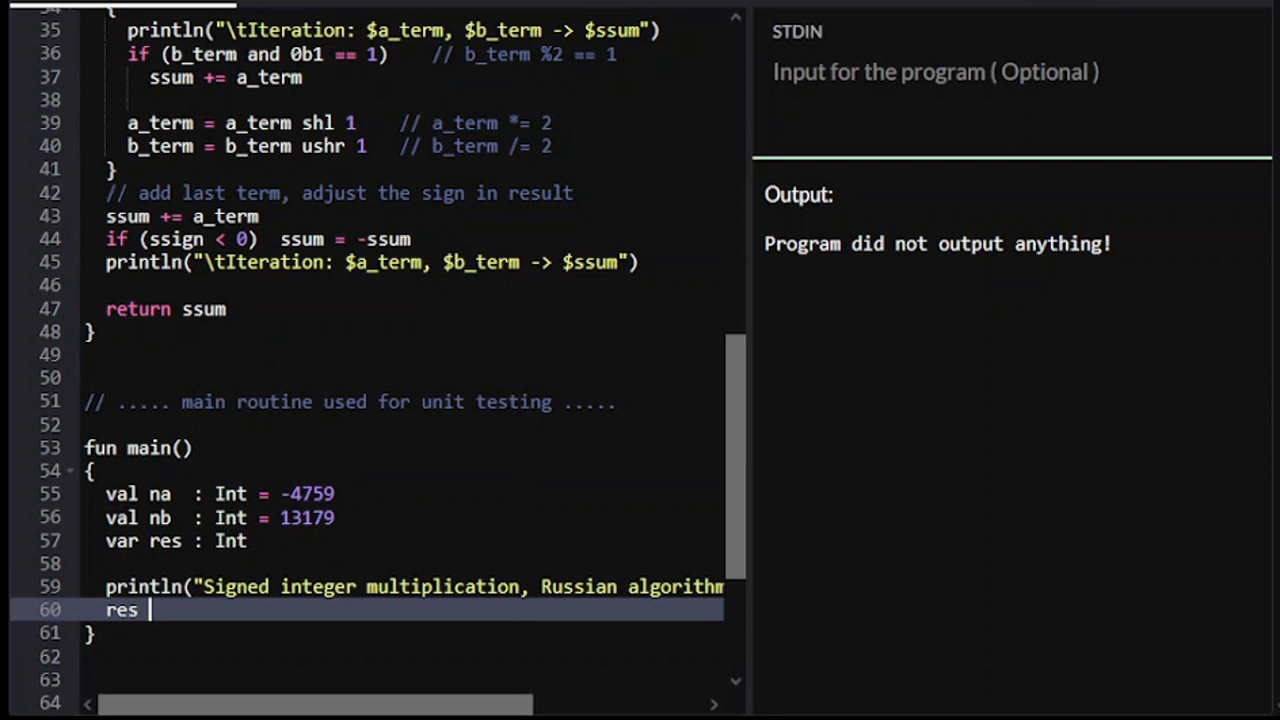 34 {
35 println("\tIteration: $a_term, $b_term -> $ssum")
36 if (b_term and 0b1 == 1) // b_term %2 == 1
37 ssum += a_term
38
39 a_term = a_term shl 1 // a_term *= 2
40 b_term = b_term ushr 1 // b_term /= 2
41 }
42 // add last term, adjust the sign in result
43 ssum += a_term
44 if (ssign < 0) ssum = -ssum
45 println("\tIteration: $a_term, $b_term -> $ssum")
46
47 return ssum
48 }
49
50
51 // ..... main routine used for unit testing .....
52
53 fun main()
54 {
55 val na : Int = -4759
56 val nb : Int = 13179
57 var res : Int
58
59 println("Signed integer multiplication, Russian algorithm
60 res
61 }
62
63
64
STDIN
Input for the program ( Optional )
Output:
Program did not output anything!